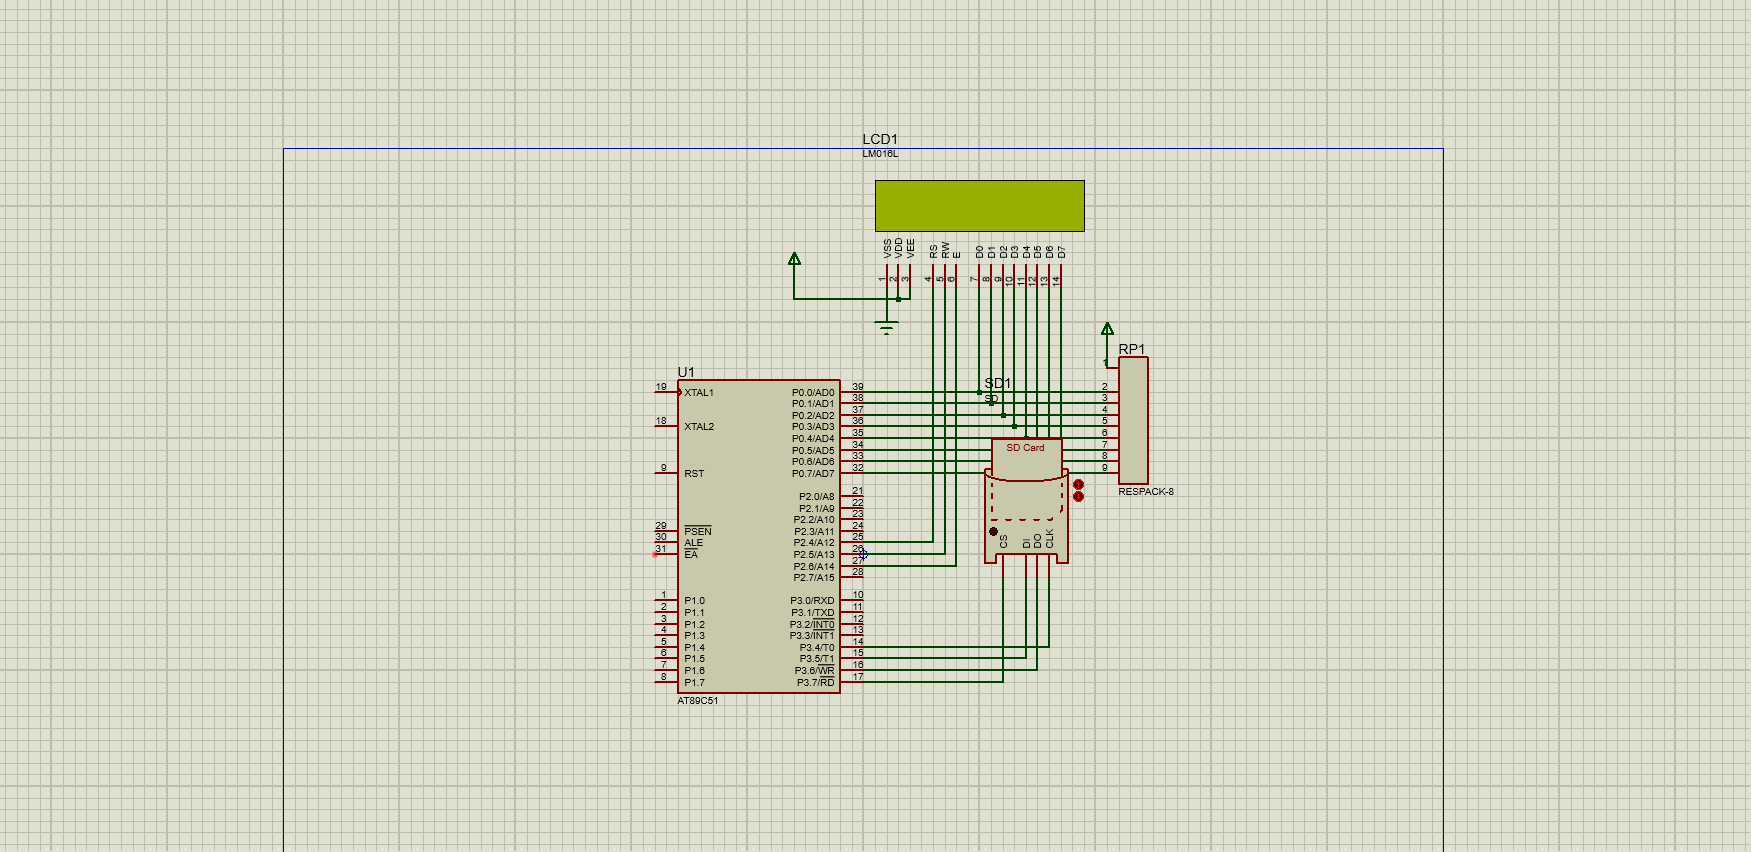 LCD1
LM016L
VSS VDD VEE RS RW E D0 D1 D2 D3 D4 D5 D6 D7
1 2 3 4 5 6 7 8 9 10 11 12 13 14
RP1
1
2
3
4
5
6
7
8
9
RESPACK-8
U1
19 XTAL1
18 XTAL2
9 RST
29 PSEN
30 ALE
31 EA
1 P1.0
2 P1.1
3 P1.2
4 P1.3
5 P1.4
6 P1.5
7 P1.6
8 P1.7
P0.0/AD0 39
P0.1/AD1 38
P0.2/AD2 37
P0.3/AD3 36
P0.4/AD4 35
P0.5/AD5 34
P0.6/AD6 33
P0.7/AD7 32
P2.0/A8 21
P2.1/A9 22
P2.2/A10 23
P2.3/A11 24
P2.4/A12 25
P2.5/A13 26
P2.6/A14 27
P2.7/A15 28
P3.0/RXD 10
P3.1/TXD 11
P3.2/INT0 12
P3.3/INT1 13
P3.4/T0 14
P3.5/T1 15
P3.6/WR 16
P3.7/RD 17
AT89C51
SD1
SD
SD Card
CS DI DO CLK